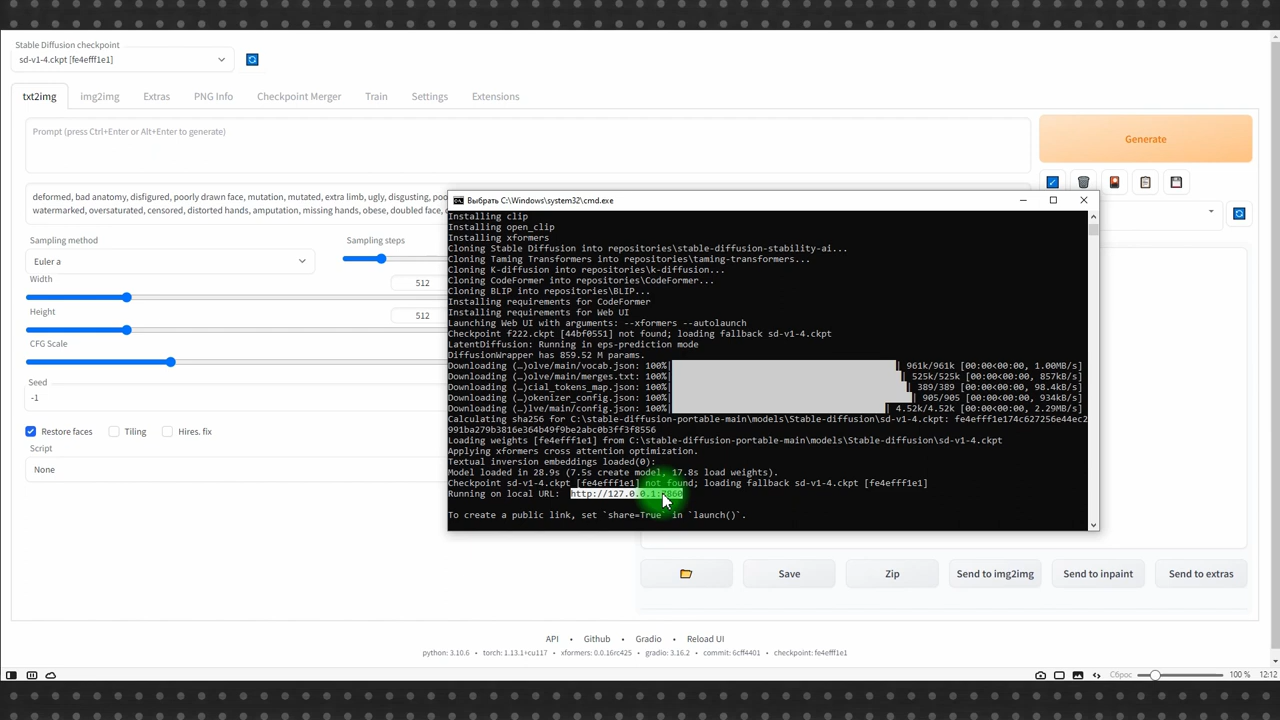 Stable Diffusion checkpoint
sd-v1-4.ckpt [fe4efff1e1]
txt2img
img2img
Extras
PNG Info
Checkpoint Merger
Train
Settings
Extensions
Prompt (press Ctrl+Enter or Alt+Enter to generate)
Generate
deformed, bad anatomy, disfigured, poorly drawn face, mutation, mutated, extra limb, ugly, disgusting,
watermarked, oversaturated, censored, distorted hands, amputation, missing hands, obese, doubled face,
Sampling method
Euler a
Sampling steps
Width
512
Height
512
CFG Scale
Seed
-1
Restore faces
Tiling
Hires. fix
Script
None
Выбрать C:\Windows\system32\cmd.exe
Installing clip
Installing open_clip
Installing xformers
Cloning Stable Diffusion into repositories\stable-diffusion-stability-ai...
Cloning Taming Transformers into repositories\taming-transformers...
Cloning K-diffusion into repositories\k-diffusion...
Cloning CodeFormer into repositories\CodeFormer...
Cloning BLIP into repositories\BLIP...
Installing requirements for CodeFormer
Installing requirements for Web UI
Launching Web UI with arguments: --xformers --autolaunch
Checkpoint f222.ckpt [44bf0551] not found; loading fallback sd-v1-4.ckpt
LatentDiffusion: Running in eps-prediction mode
DiffusionWrapper has 859.52 M params.
Downloading (…)olve/main/vocab.json: 100%| | 961k/961k [00:00<00:00, 1.00MB/s]
Downloading (…)olve/main/merges.txt: 100%| | 525k/525k [00:00<00:00, 857kB/s]
Downloading (…)cial_tokens_map.json: 100%| | 389/389 [00:00<00:00, 98.4kB/s]
Downloading (…)okenizer_config.json: 100%| | 905/905 [00:00<00:00, 934kB/s]
Downloading (…)lve/main/config.json: 100%| | 4.52k/4.52k [00:00<00:00, 2.29MB/s]
Calculating sha256 for C:\stable-diffusion-portable-main\models\Stable-diffusion\sd-v1-4.ckpt: fe4efff1e174c627256e44ec2
991ba279b3816e364b49f9be2abc0b3ff3f8556
Loading weights [fe4efff1e1] from C:\stable-diffusion-portable-main\models\Stable-diffusion\sd-v1-4.ckpt
Applying xformers cross attention optimization.
Textual inversion embeddings loaded(0):
Model loaded in 28.9s (7.5s create model, 17.8s load weights).
Checkpoint sd-v1-4.ckpt [fe4efff1e1] not found; loading fallback sd-v1-4.ckpt [fe4efff1e1]
Running on local URL: http://127.0.0.1:7860
To create a public link, set `share=True` in `launch()`.
Save
Zip
Send to img2img
Send to inpaint
Send to extras
API • Github • Gradio • Reload UI
python: 3.10.6 • torch: 1.13.1+cu117 • xformers: 0.0.16rc425 • gradio: 3.16.2 • commit: 6cff4401 • checkpoint: fe4efff1e1
Сброс
100 %
12:12